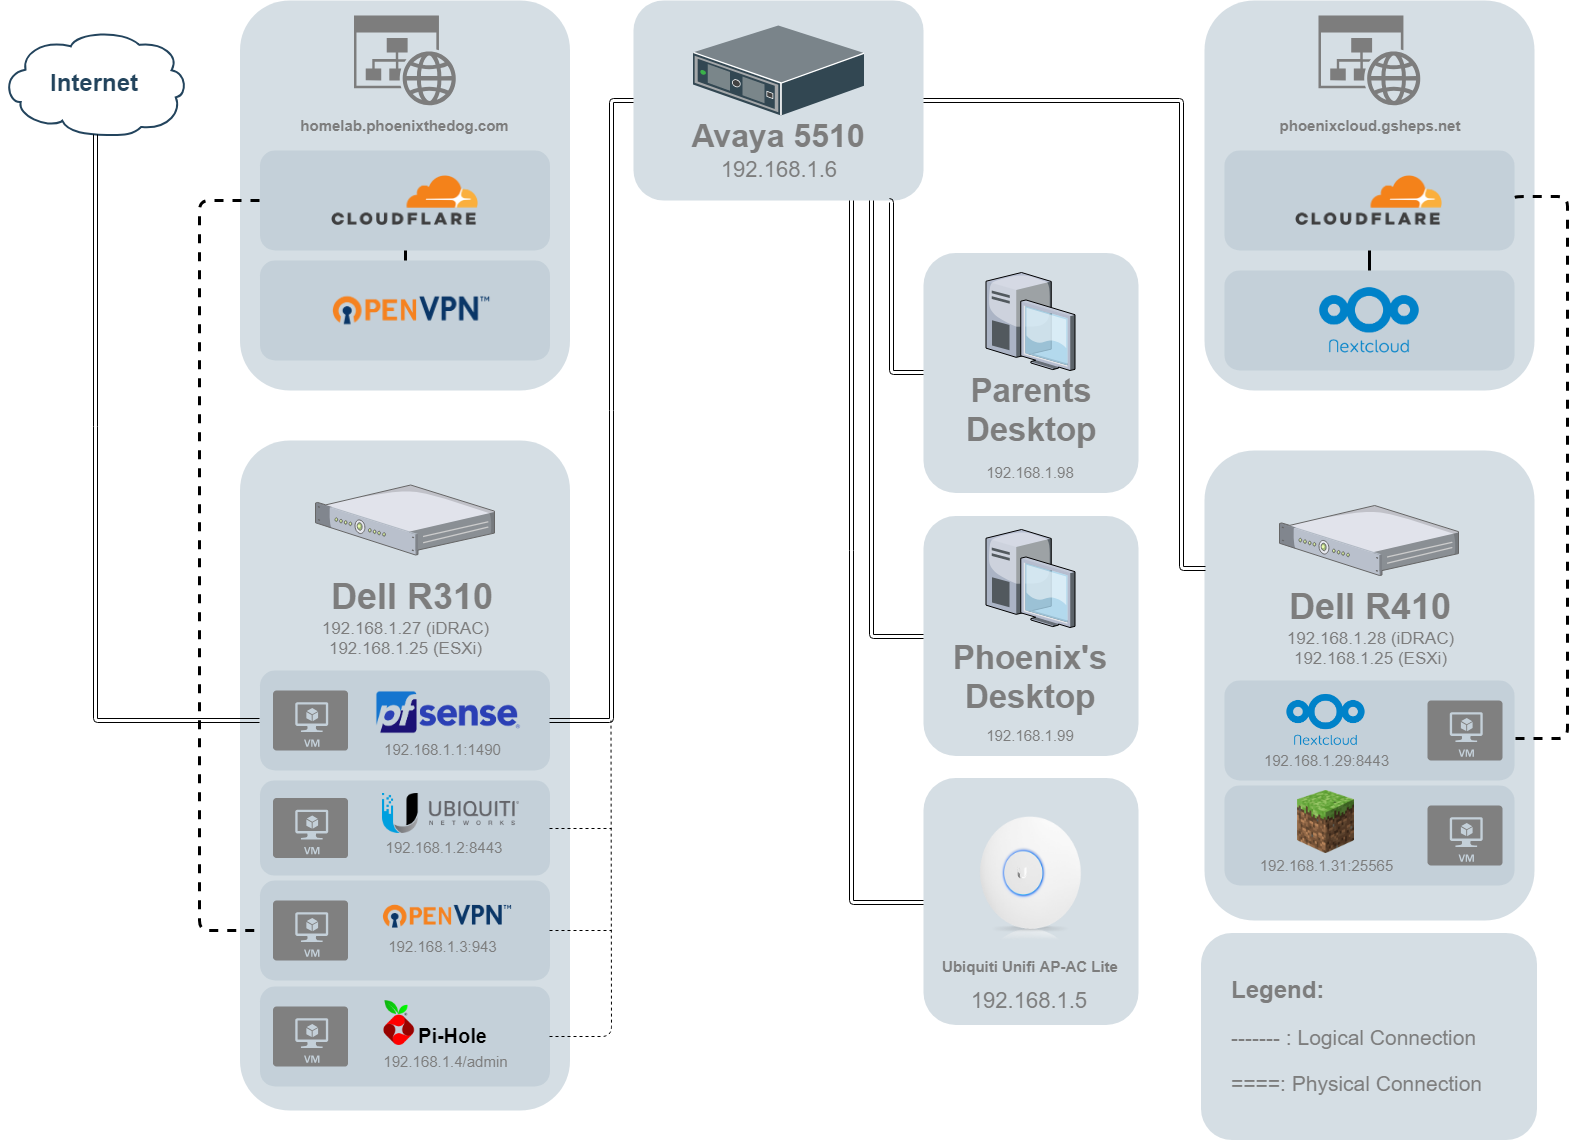 Internet
homelab.phoenixthedog.com
CLOUDFLARE
OPENVPN™
Dell R310
192.168.1.27 (iDRAC)
192.168.1.25 (ESXi)
VM
pfsense
192.168.1.1:1490
VM
UBIQUITI
NETWORKS
192.168.1.2:8443
VM
OPENVPN™
192.168.1.3:943
VM
Pi-Hole
192.168.1.4/admin
Avaya 5510
192.168.1.6
Parents
Desktop
192.168.1.98
Phoenix's
Desktop
192.168.1.99
Ubiquiti Unifi AP-AC Lite
192.168.1.5
phoenixcloud.gsheps.net
CLOUDFLARE
Nextcloud
Dell R410
192.168.1.28 (iDRAC)
192.168.1.25 (ESXi)
Nextcloud
192.168.1.29:8443
VM
192.168.1.31:25565
VM
Legend:
------- : Logical Connection
====: Physical Connection